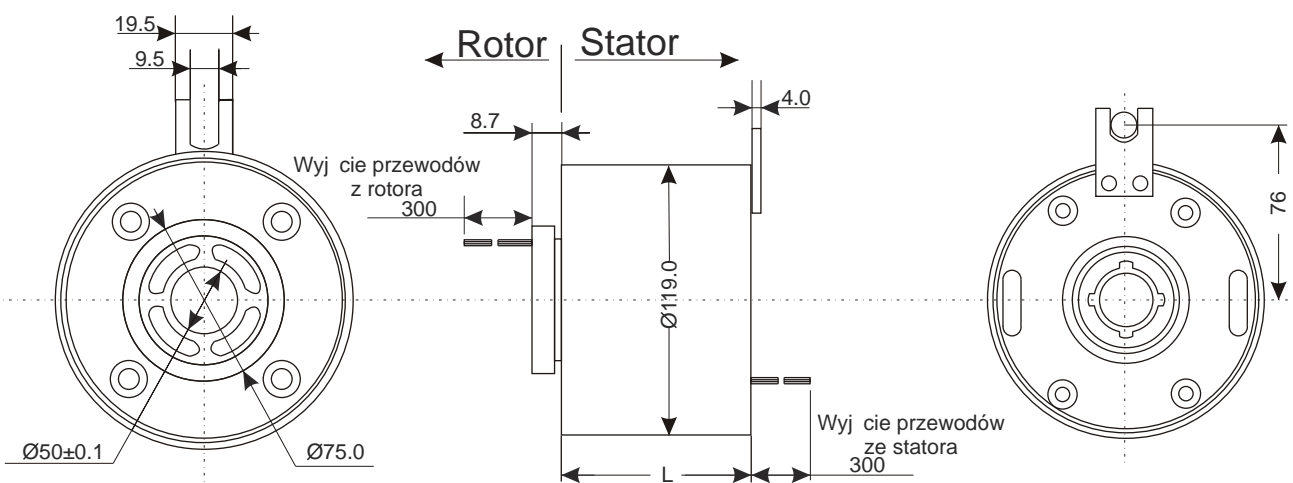 19.5
9.5
Rotor Stator
4.0
8.7
Wyj cie przewodów
z rotora
300
76
Ø119.0
Wyj cie przewodów
ze statora
300
Ø50±0.1
Ø75.0
L